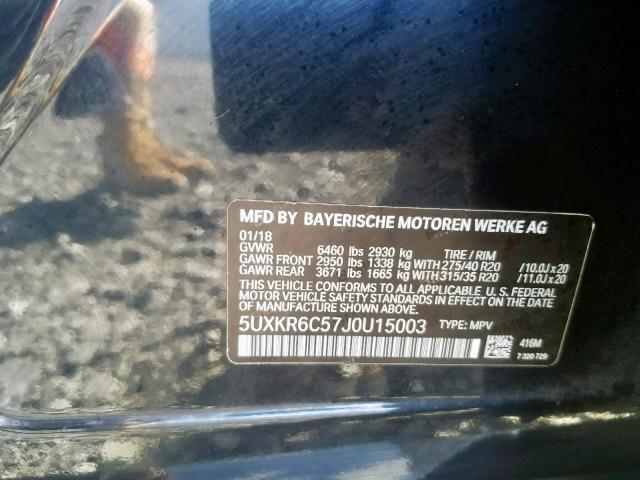 MFD BY BAYERISCHE MOTOREN WERKE AG
01/18
GVWR 6460 lbs 2930 kg TIRE / RIM
GAWR FRONT 2950 lbs 1338 kg WITH 275/40 R20 /10.0J x 20
GAWR REAR 3671 lbs 1665 kg WITH 315/35 R20 /11.0J x 20
THIS VEHICLE CONFORMS TO ALL APPLICABLE U.S. FEDERAL
MOTOR VEHICLE SAFETY STANDARDS IN EFFECT ON THE DATE
OF MANUFACTURE SHOWN ABOVE.
5UXKR6C57J0U15003 TYPE: MPV
416M
7 320 729